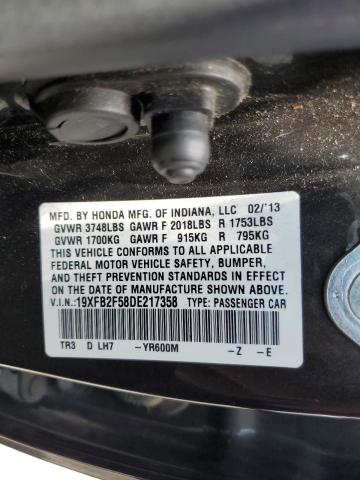 MFD. BY HONDA MFG. OF INDIANA, LLC 02/'13
GVWR 3748LBS GAWR F 2018LBS R 1753LBS
GVWR 1700KG GAWR F 915KG R 795KG
THIS VEHICLE CONFORMS TO ALL APPLICABLE
FEDERAL MOTOR VEHICLE SAFETY, BUMPER,
AND THEFT PREVENTION STANDARDS IN EFFECT
ON THE DATE OF MANUFACTURE SHOWN ABOVE.
V.I.N.:19XFB2F58DE217358 TYPE: PASSENGER CAR
TR3 D LH7 -YR600M -Z -E